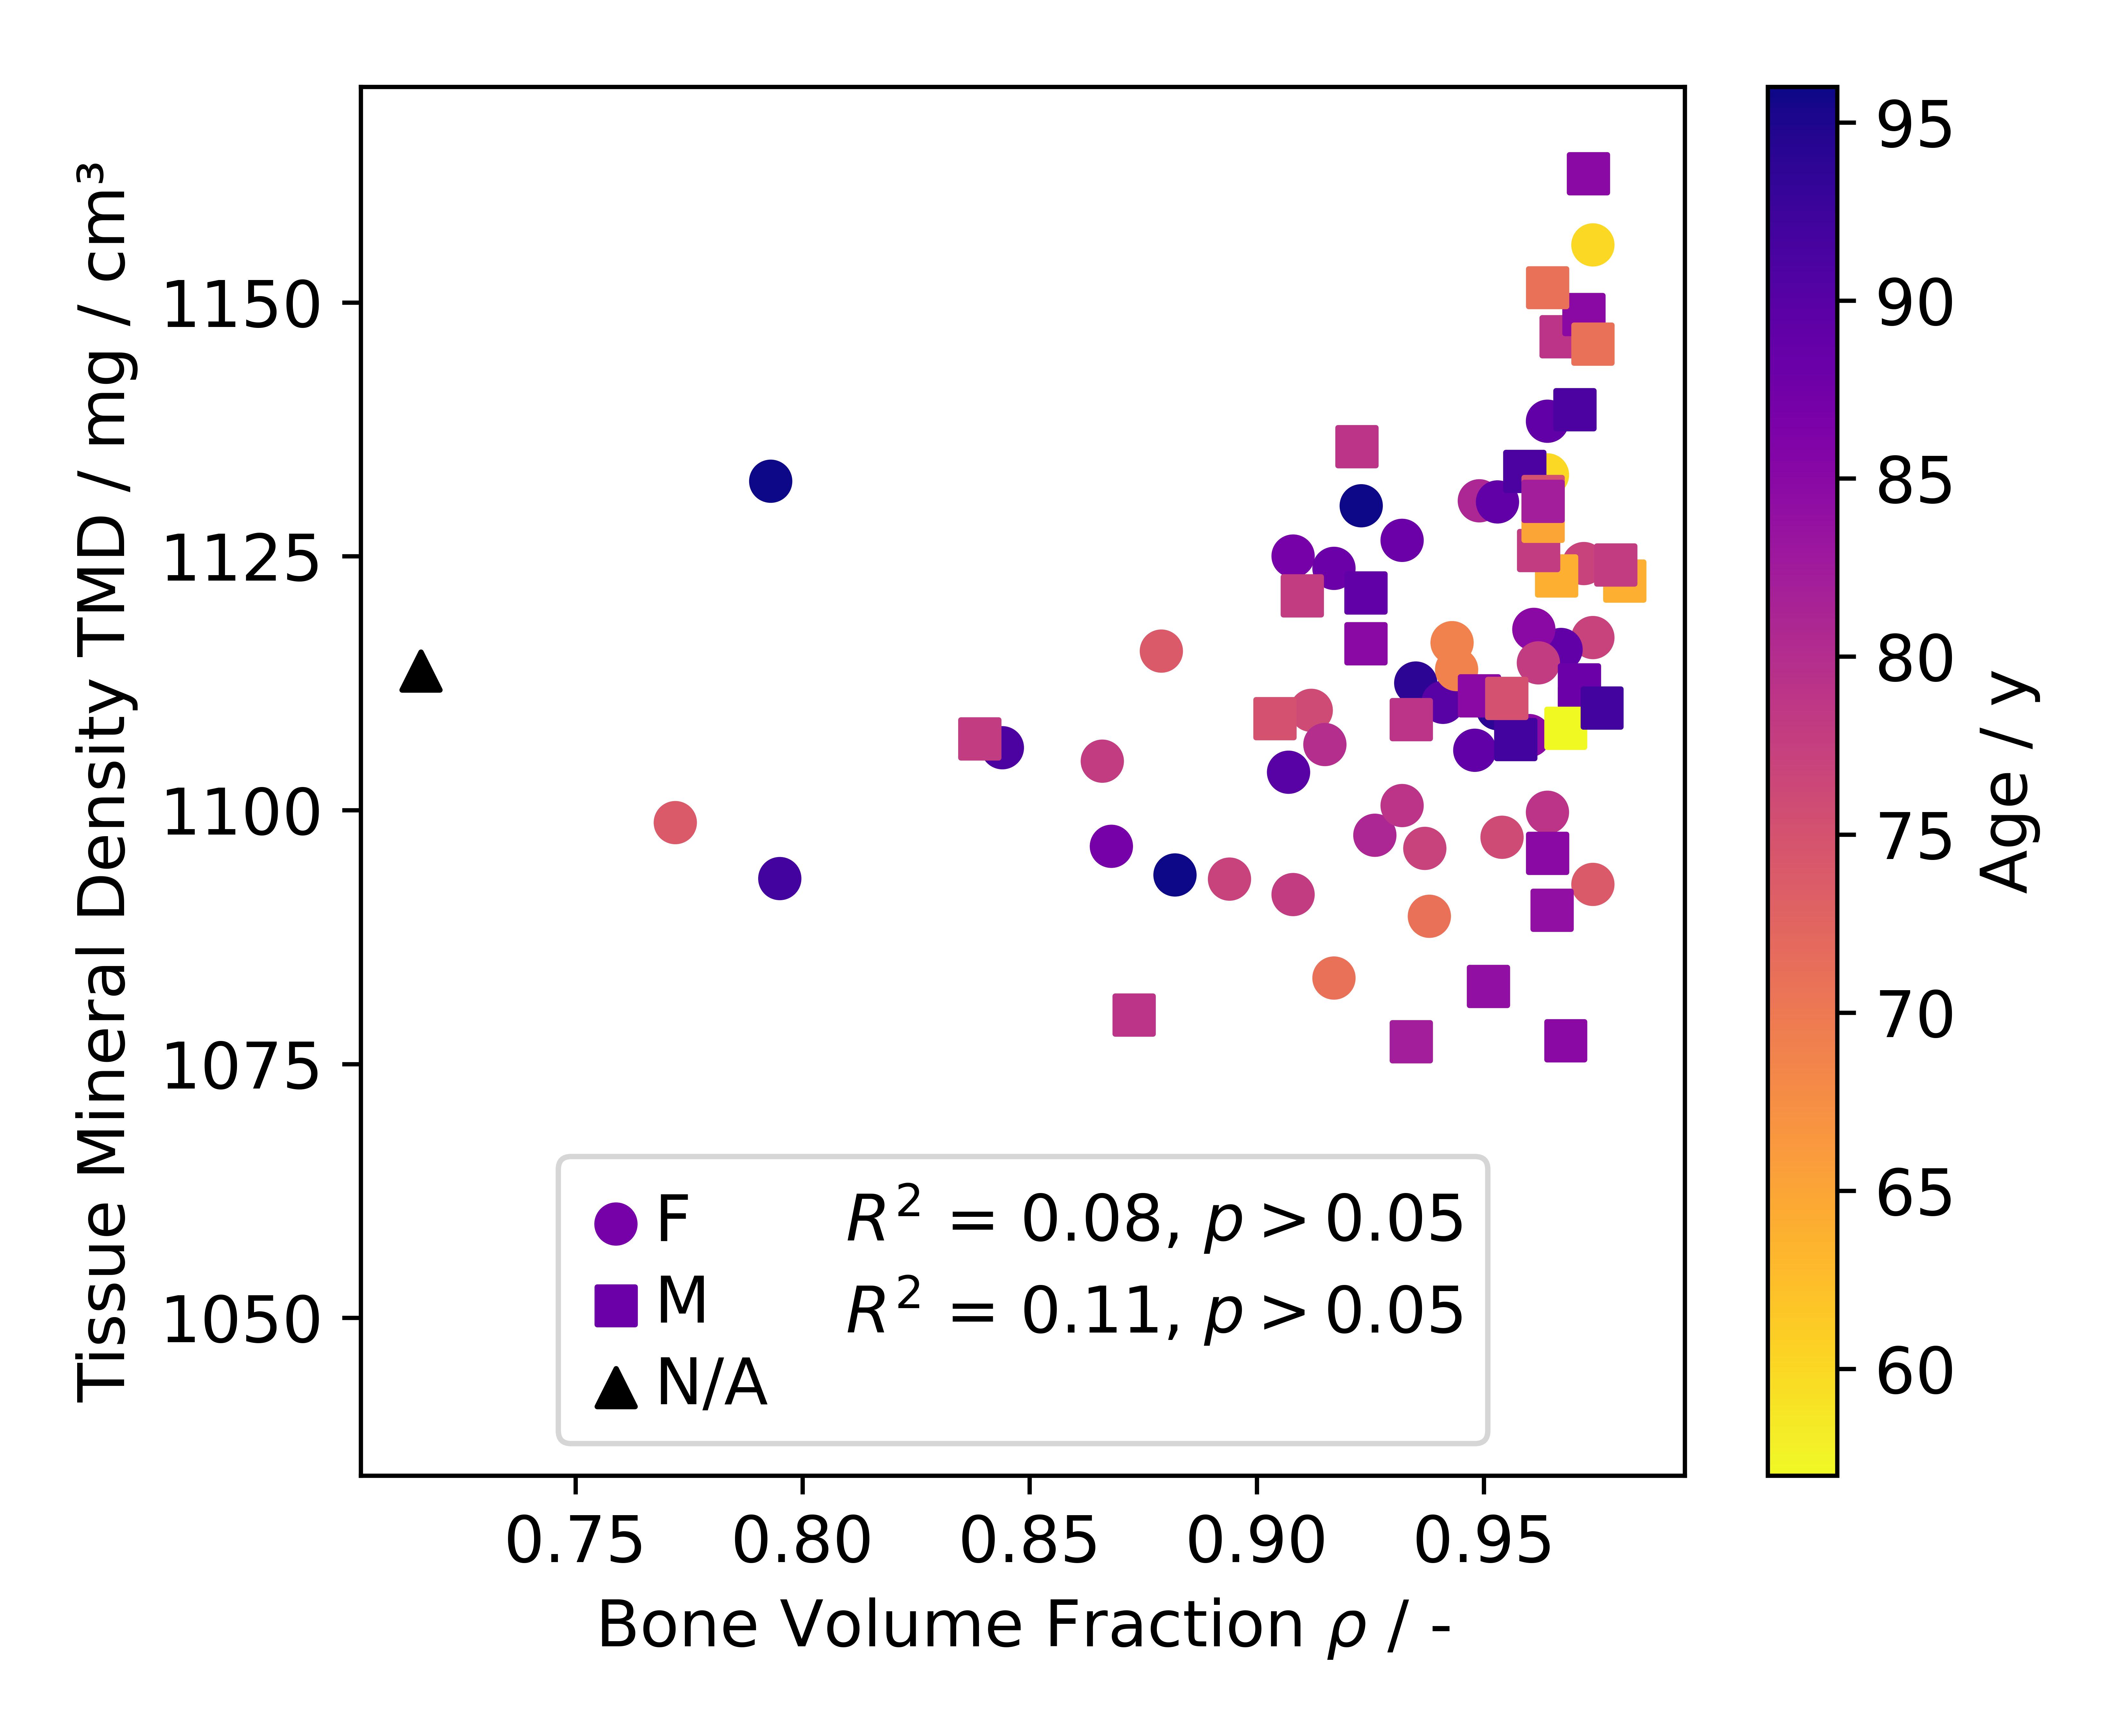 Tissue Mineral Density TMD / mg / cm³
1150
1125
1100
1075
1050
F R² = 0.08, p > 0.05
M R² = 0.11, p > 0.05
N/A
0.75 0.80 0.85 0.90 0.95
Bone Volume Fraction ρ / -
95
90
85
80
75
70
65
60
Age / y